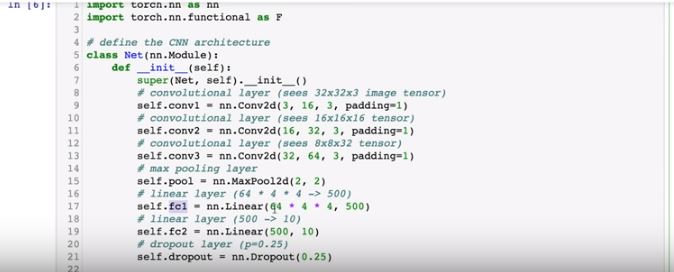 In [6]:
1 import torch.nn as nn
2 import torch.nn.functional as F
3
4 # define the CNN architecture
5 class Net(nn.Module):
6     def __init__(self):
7         super(Net, self).__init__()
8         # convolutional layer (sees 32x32x3 image tensor)
9         self.conv1 = nn.Conv2d(3, 16, 3, padding=1)
10         # convolutional layer (sees 16x16x16 tensor)
11         self.conv2 = nn.Conv2d(16, 32, 3, padding=1)
12         # convolutional layer (sees 8x8x32 tensor)
13         self.conv3 = nn.Conv2d(32, 64, 3, padding=1)
14         # max pooling layer
15         self.pool = nn.MaxPool2d(2, 2)
16         # linear layer (64 * 4 * 4 -> 500)
17         self.fc1 = nn.Linear(64 * 4 * 4, 500)
18         # linear layer (500 -> 10)
19         self.fc2 = nn.Linear(500, 10)
20         # dropout layer (p=0.25)
21         self.dropout = nn.Dropout(0.25)
22